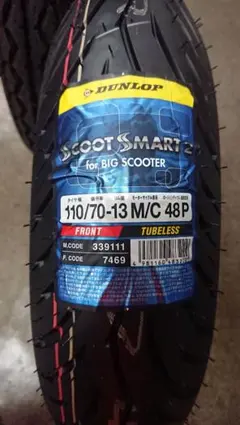 DUNLOP
SCOOT SMART 2
for BIG SCOOTER
110/70-13 M/C 48P
FRONT TUBELESS
M.CODE 339111
P. CODE 7469